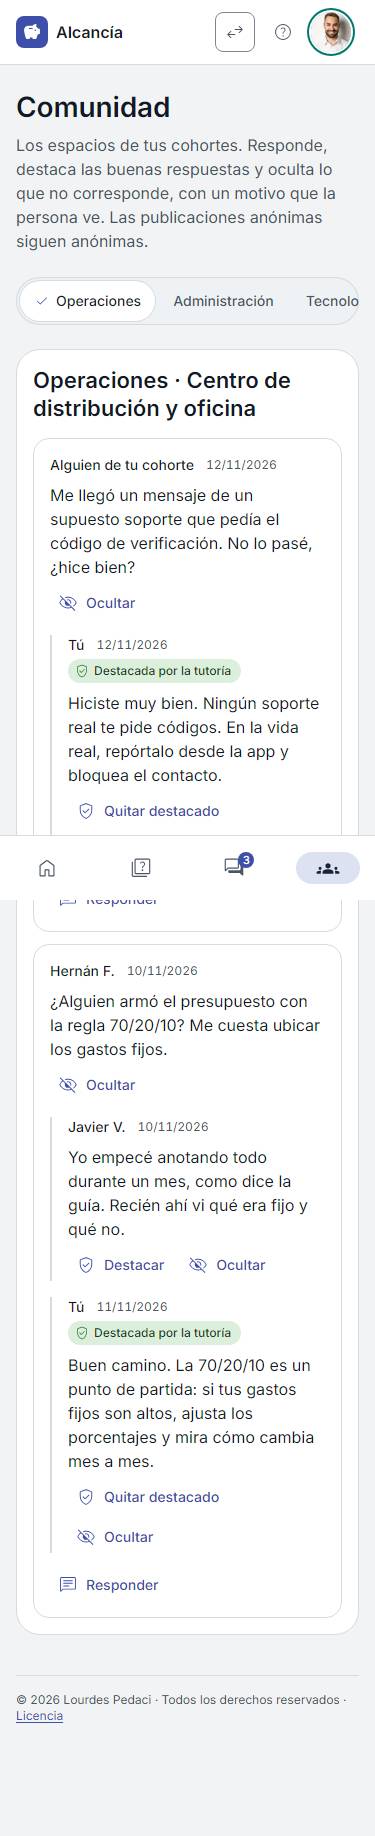 Alcancía
Comunidad
Los espacios de tus cohortes. Responde,
destaca las buenas respuestas y oculta lo
que no corresponde, con un motivo que la
persona ve. Las publicaciones anónimas
siguen anónimas.
Operaciones
Administración
Tecnolo
Operaciones · Centro de
distribución y oficina
Alguien de tu cohorte 12/11/2026
Me llegó un mensaje de un
supuesto soporte que pedía el
código de verificación. No lo pasé,
¿hice bien?
Ocultar
Tú 12/11/2026
Destacada por la tutoría
Hiciste muy bien. Ningún soporte
real te pide códigos. En la vida
real, repórtalo desde la app y
bloquea el contacto.
Quitar destacado
3
Responder
Hernán F. 10/11/2026
¿Alguien armó el presupuesto con
la regla 70/20/10? Me cuesta ubicar
los gastos fijos.
Ocultar
Javier V. 10/11/2026
Yo empecé anotando todo
durante un mes, como dice la
guía. Recién ahí vi qué era fijo y
qué no.
Destacar Ocultar
Tú 11/11/2026
Destacada por la tutoría
Buen camino. La 70/20/10 es un
punto de partida: si tus gastos
fijos son altos, ajusta los
porcentajes y mira cómo cambia
mes a mes.
Quitar destacado
Ocultar
Responder
© 2026 Lourdes Pedaci · Todos los derechos reservados ·
Licencia